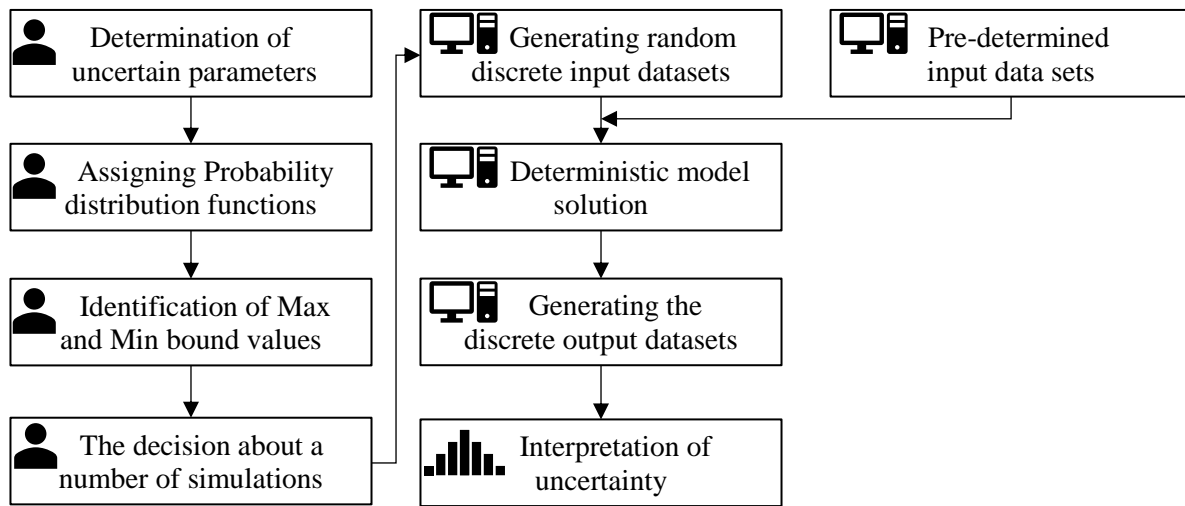 Determination of
uncertain parameters
Assigning Probability
distribution functions
Identification of Max
and Min bound values
The decision about a
number of simulations
Generating random
discrete input datasets
Deterministic model
solution
Generating the
discrete output datasets
Interpretation of
uncertainty
Pre-determined
input data sets